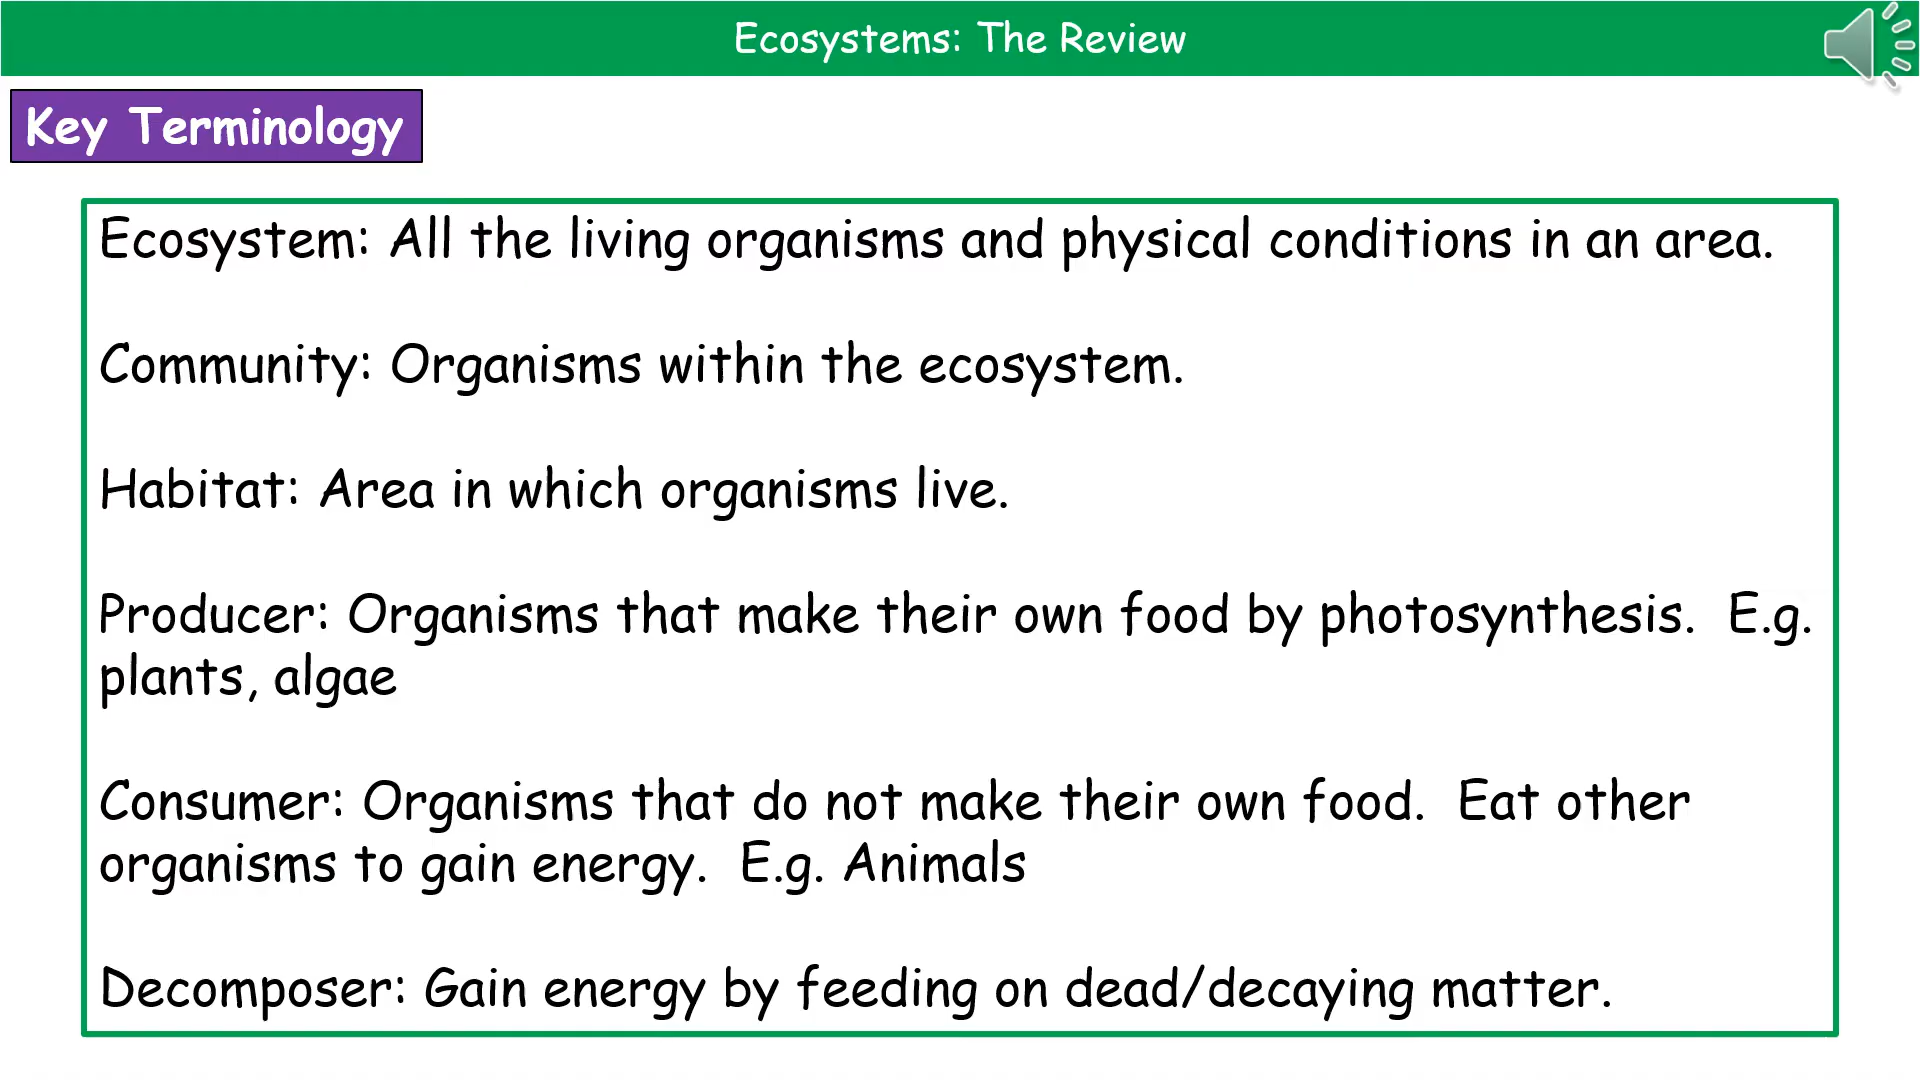 Ecosystems: The Review
Key Terminology
Ecosystem: All the living organisms and physical conditions in an area.
Community: Organisms within the ecosystem.
Habitat: Area in which organisms live.
Producer: Organisms that make their own food by photosynthesis.  E.g.
plants, algae
Consumer: Organisms that do not make their own food.  Eat other
organisms to gain energy.  E.g. Animals
Decomposer: Gain energy by feeding on dead/decaying matter.